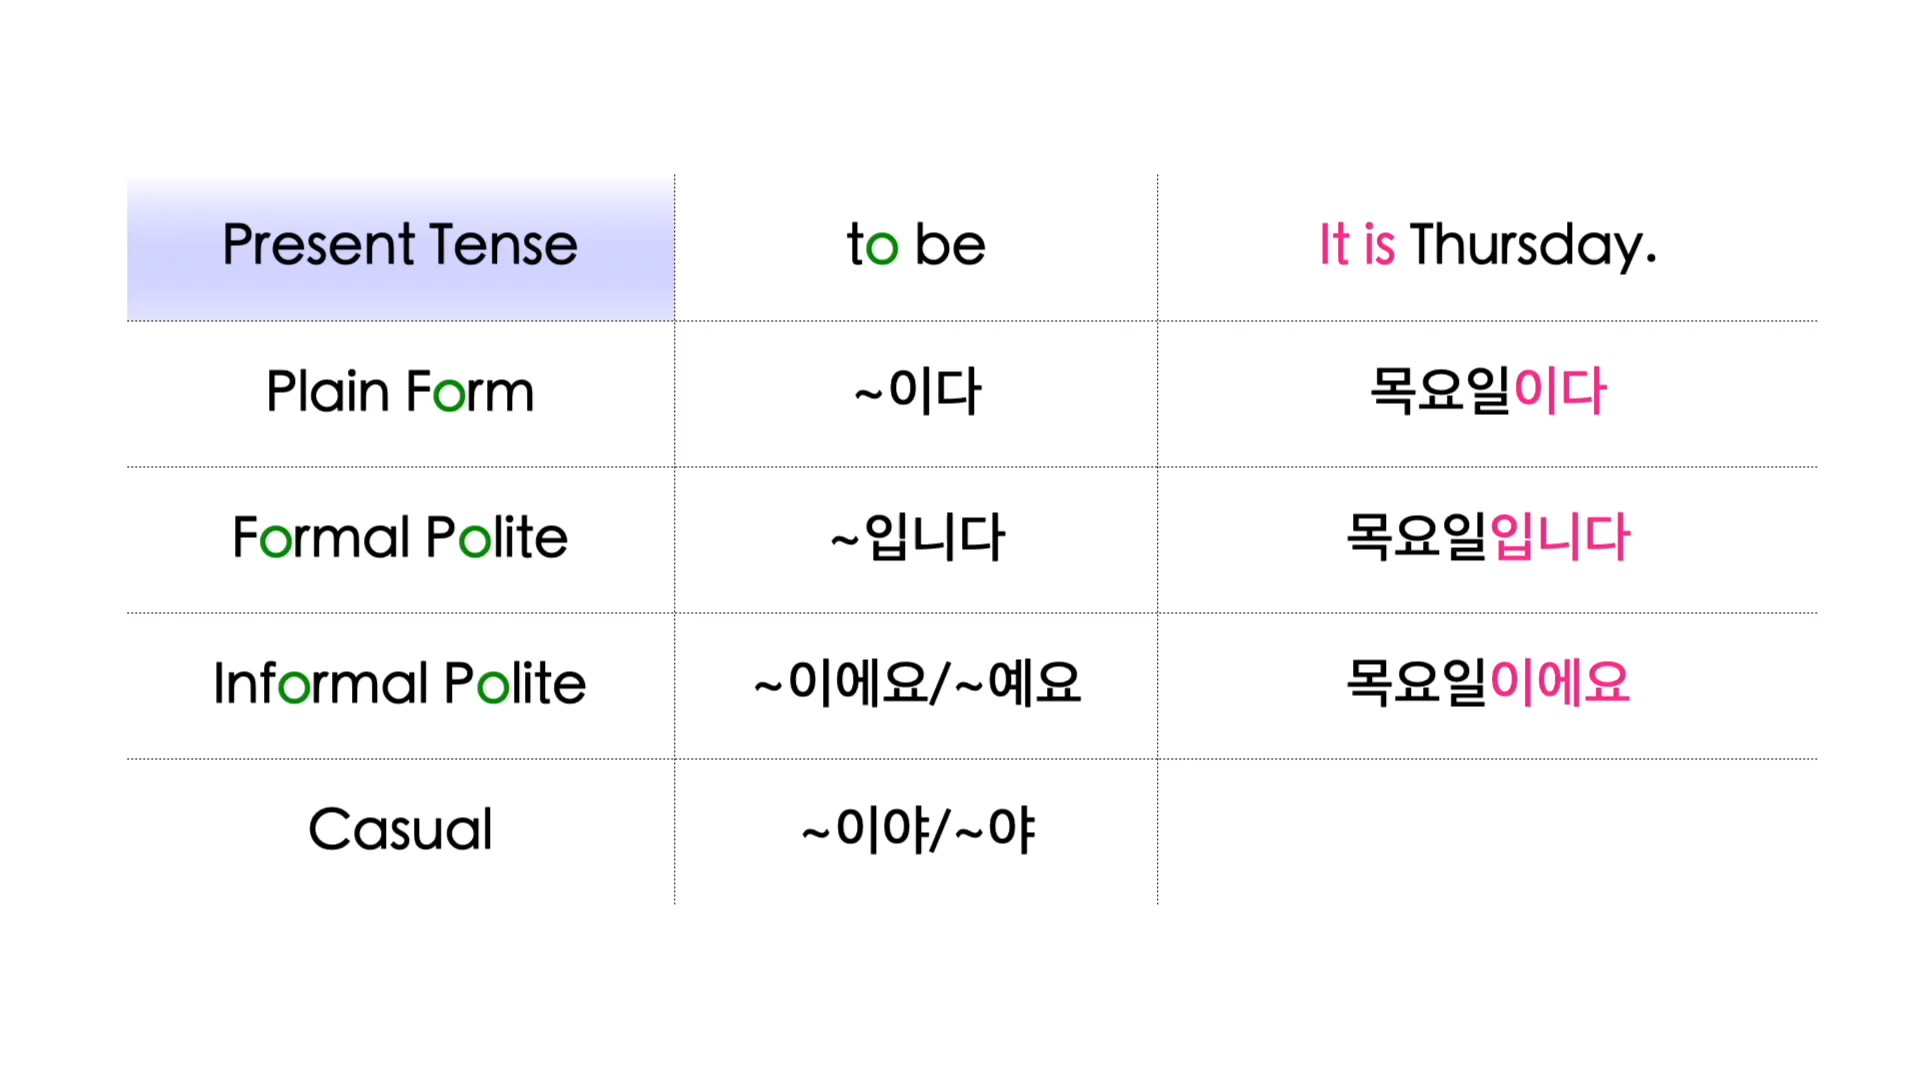 Present Tense to be It is Thursday.
Plain Form ~이다 목요일이다
Formal Polite ~입니다 목요일입니다
Informal Polite ~이에요/~예요 목요일이에요
Casual ~이야/~야